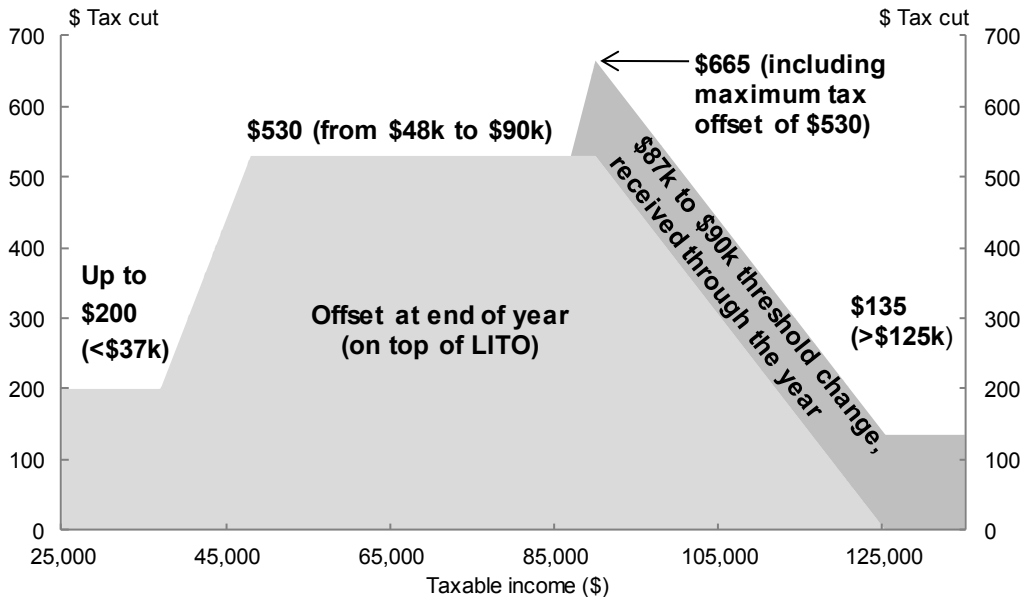 $ Tax cut
$ Tax cut
700
600
500
400
300
200
100
0
700
600
500
400
300
200
100
0
$665 (including
maximum tax
offset of $530)
$530 (from $48k to $90k)
Up to
$200
(<$37k)
Offset at end of year
(on top of LITO)
$87k to $90k threshold change,
received through the year
$135
(>$125k)
25,000
45,000
65,000
85,000
105,000
125,000
Taxable income ($)